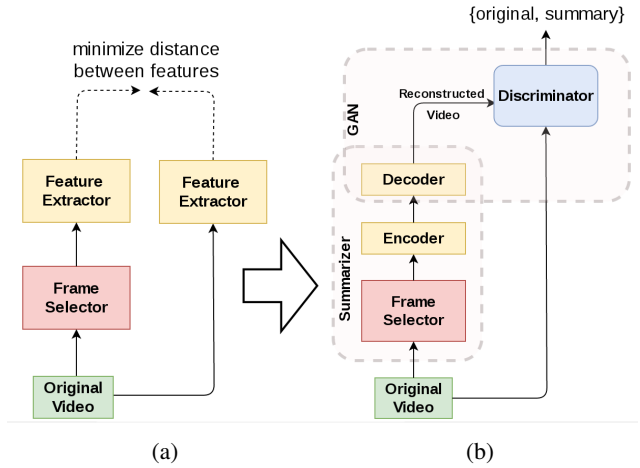 minimize distance
between features
Feature
Extractor
Feature
Extractor
Frame
Selector
Original
Video
(a)
{original, summary}
GAN
Reconstructed
Video
Discriminator
Decoder
Encoder
Summarizer
Frame
Selector
Original
Video
(b)